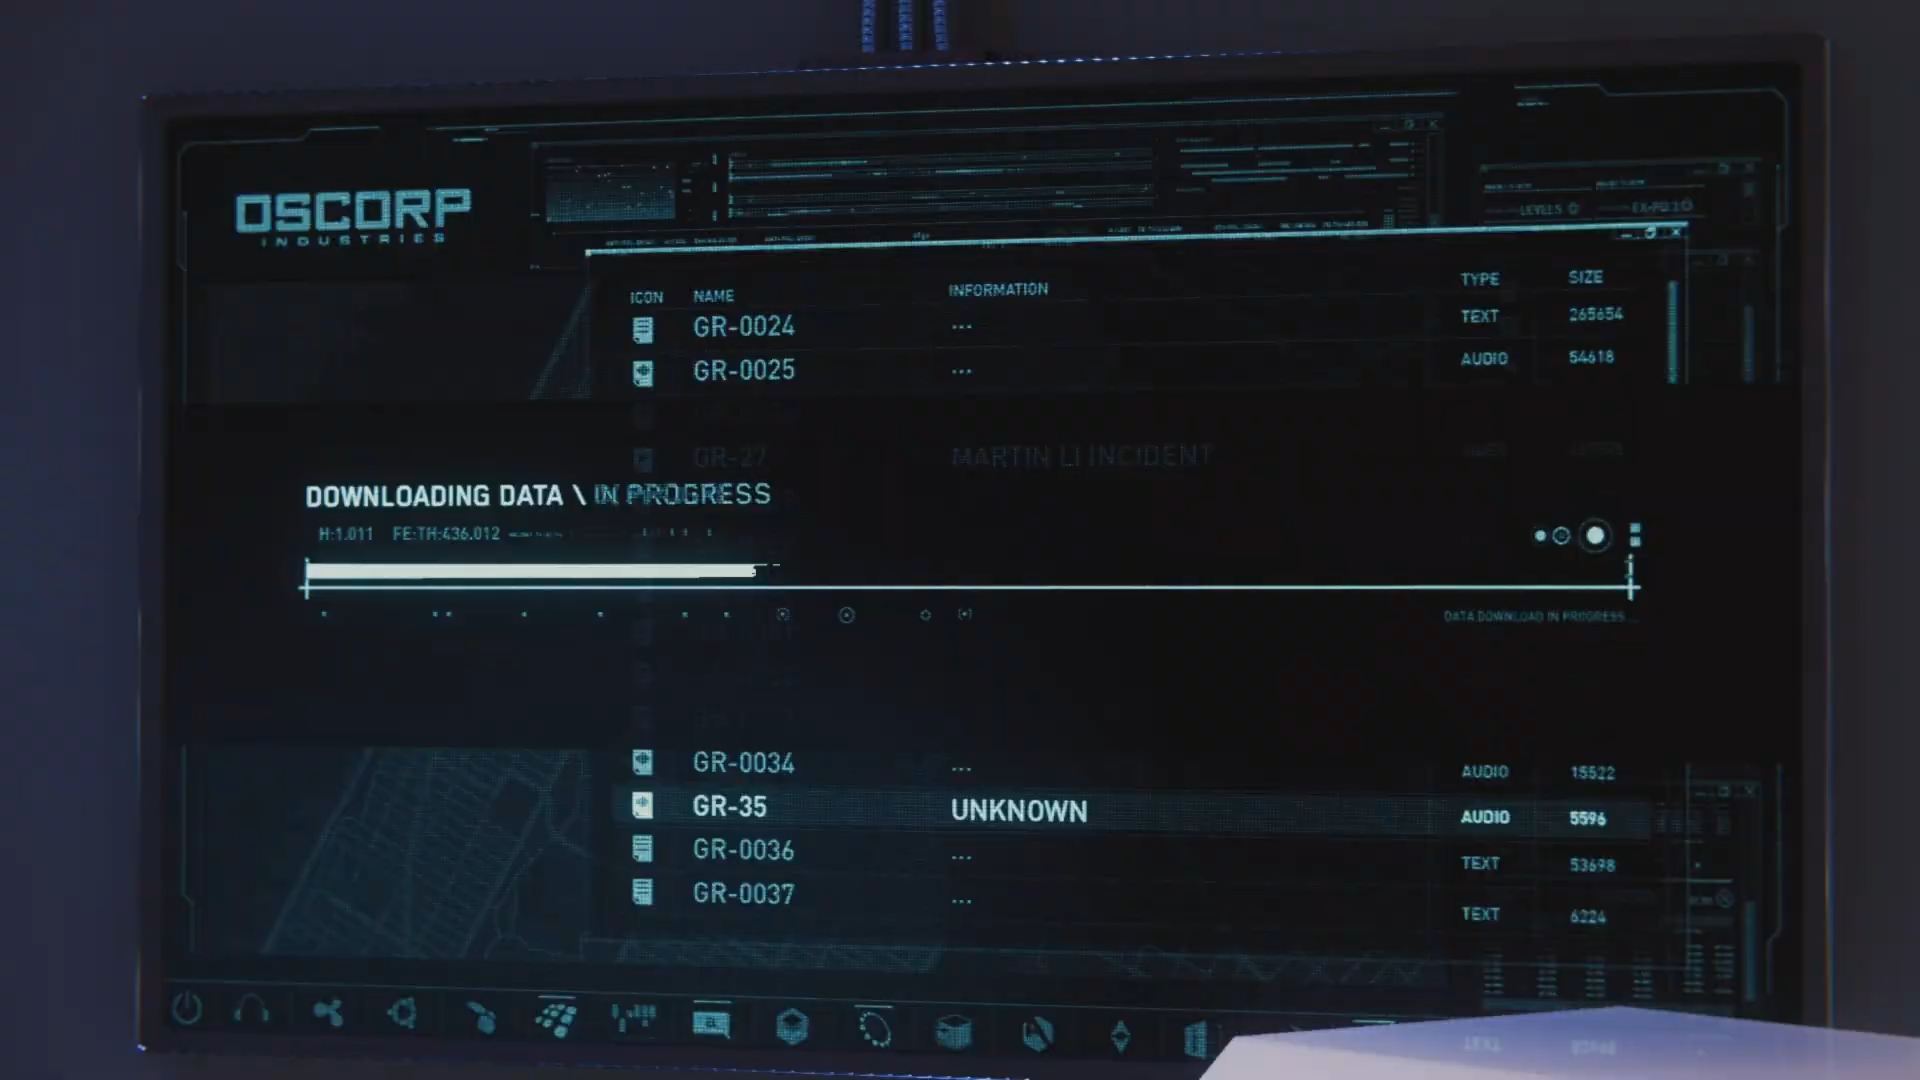 OSCORP
INDUSTRIES
LEVELS
ICON NAME INFORMATION TYPE SIZE
GR-0024 ... TEXT 265654
GR-0025 ... AUDIO 54618
GR-27 MARTIN LI INCIDENT
DOWNLOADING DATA \ IN PROGRESS
H:1.011 FE:TH:436.012
DATA DOWNLOAD IN PROGRESS...
GR-0034 ... AUDIO 15522
GR-35 UNKNOWN AUDIO 5596
GR-0036 ... TEXT 53698
GR-0037 ... TEXT 6224